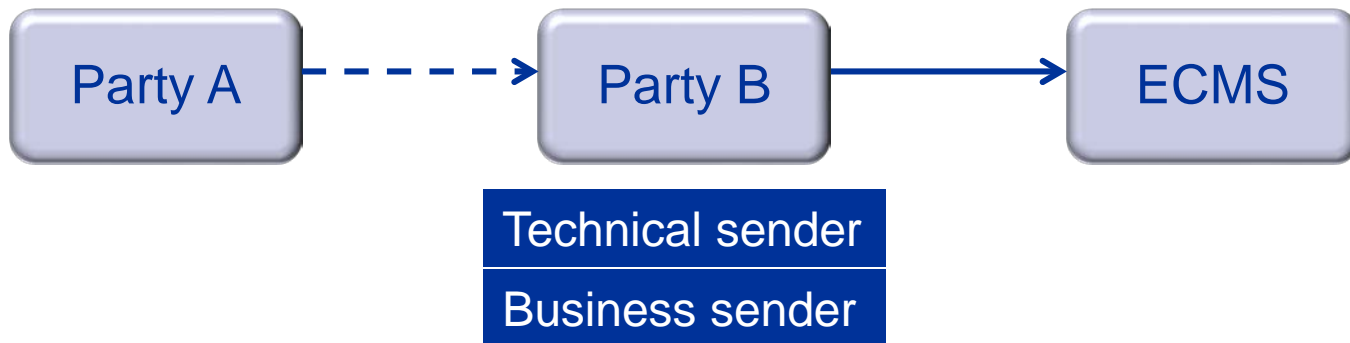 Party A
Party B
ECMS
Technical sender
Business sender